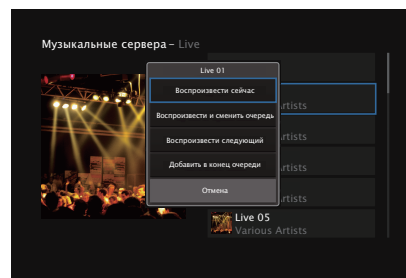 Музыкальные сервера – Live
Live 01
Воспроизвести сейчас
Воспроизвести и сменить очередь
Воспроизвести следующий
Добавить в конец очереди
Отмена
Artists
Artists
Artists
Artists
Live 05
Various Artists